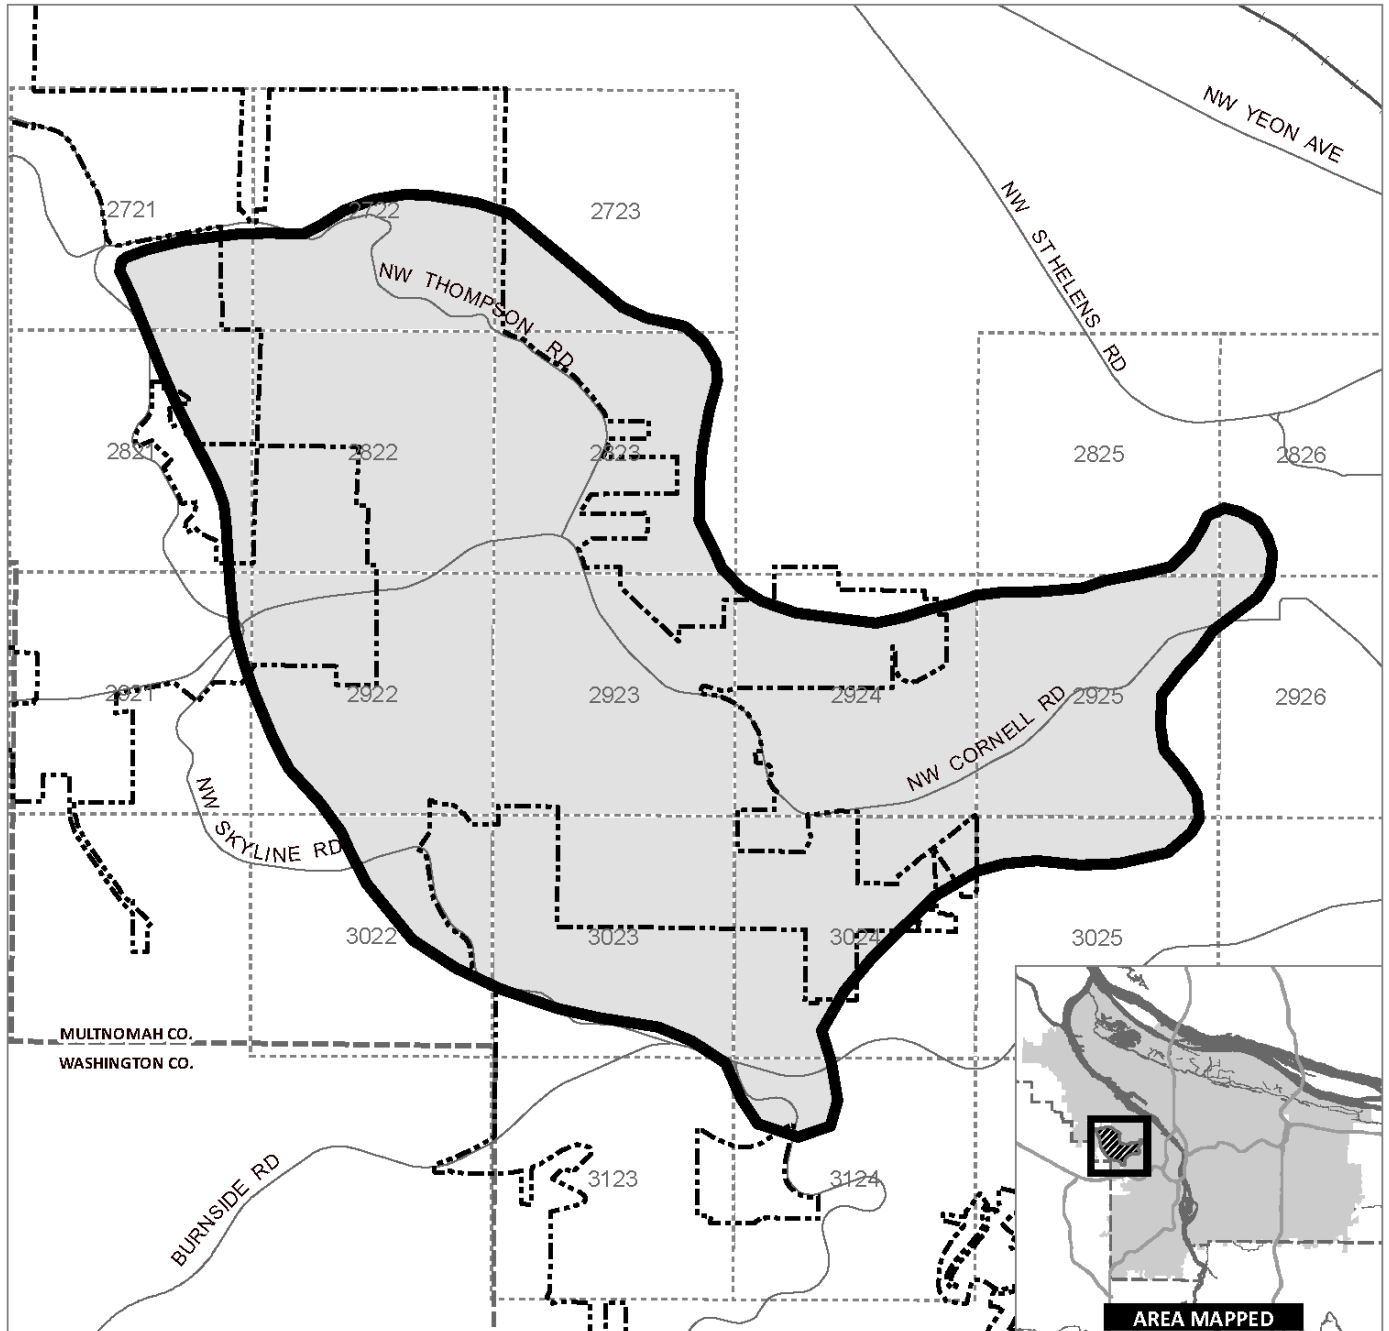 NW YEON AVE
NW ST HELENS RD
2721
2722
2723
NW THOMPSON RD
2821
2822
2823
2825
2826
2921
2922
2923
2924
2925
2926
NW CORNELL RD
NW SKYLINE RD
3022
3023
3024
3025
MULTNOMAH CO.
WASHINGTON CO.
BURNSIDE RD
3123
3124
AREA MAPPED